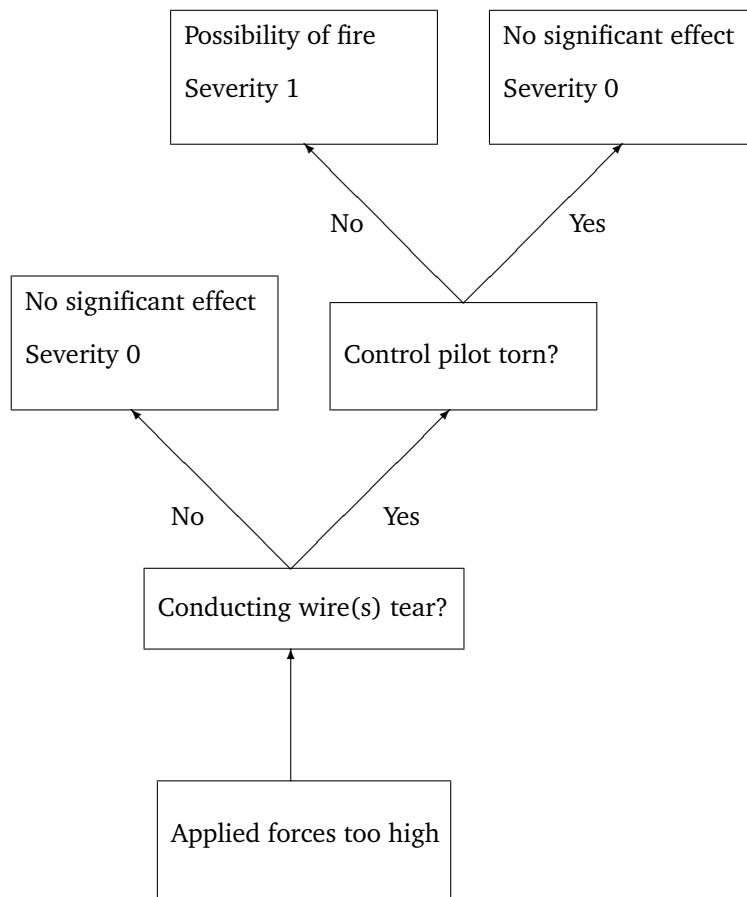 Possibility of fire
Severity 1
No significant effect
Severity 0
No
Yes
No significant effect
Severity 0
Control pilot torn?
No
Yes
Conducting wire(s) tear?
Applied forces too high